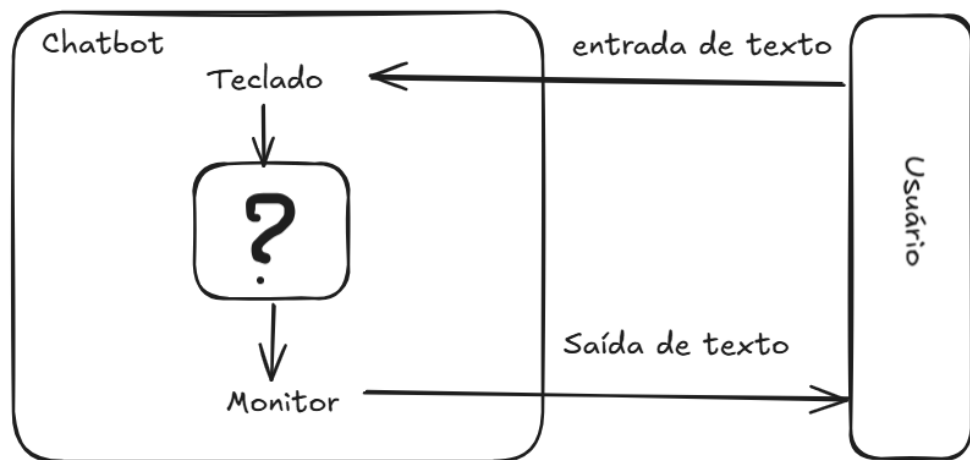 Chatbot
entrada de texto
Teclado
?
Usuário
Saída de texto
Monitor